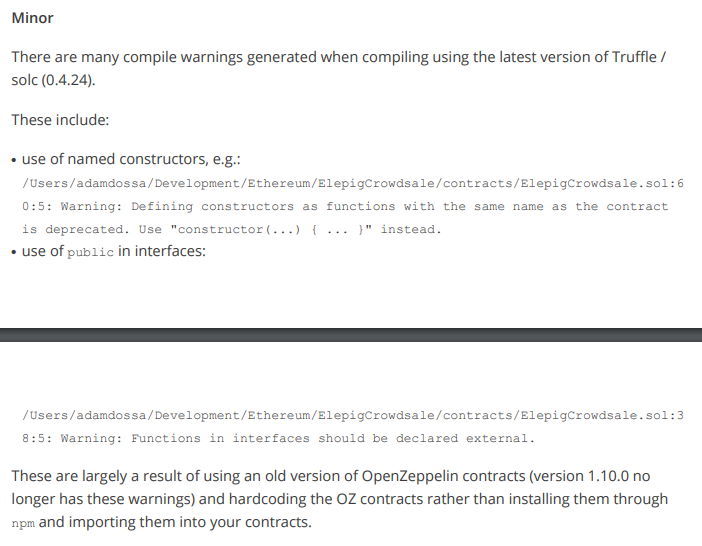 Minor
There are many compile warnings generated when compiling using the latest version of Truffle /
solc (0.4.24).
These include:
• use of named constructors, e.g.:
/Users/adamdossa/Development/Ethereum/ElepigCrowdsale/contracts/ElepigCrowdsale.sol:6
0:5: Warning: Defining constructors as functions with the same name as the contract
is deprecated. Use "constructor(...) { ... }" instead.
• use of public in interfaces:
/Users/adamdossa/Development/Ethereum/ElepigCrowdsale/contracts/ElepigCrowdsale.sol:3
8:5: Warning: Functions in interfaces should be declared external.
These are largely a result of using an old version of OpenZeppelin contracts (version 1.10.0 no
longer has these warnings) and hardcoding the OZ contracts rather than installing them through
npm and importing them into your contracts.